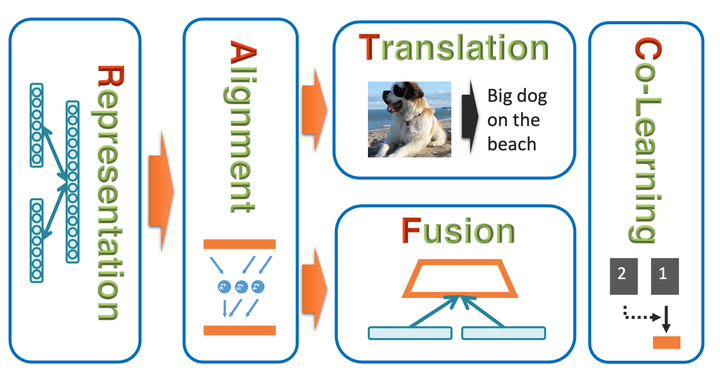 Representation
Alignment
Translation
Big dog
on the
beach
Fusion
Co-Learning
2 1